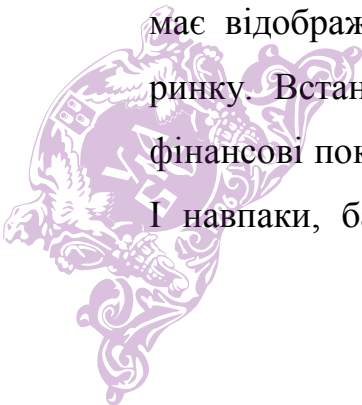 має відображ
ринку. Встан
фінансові пок
І навпаки, б